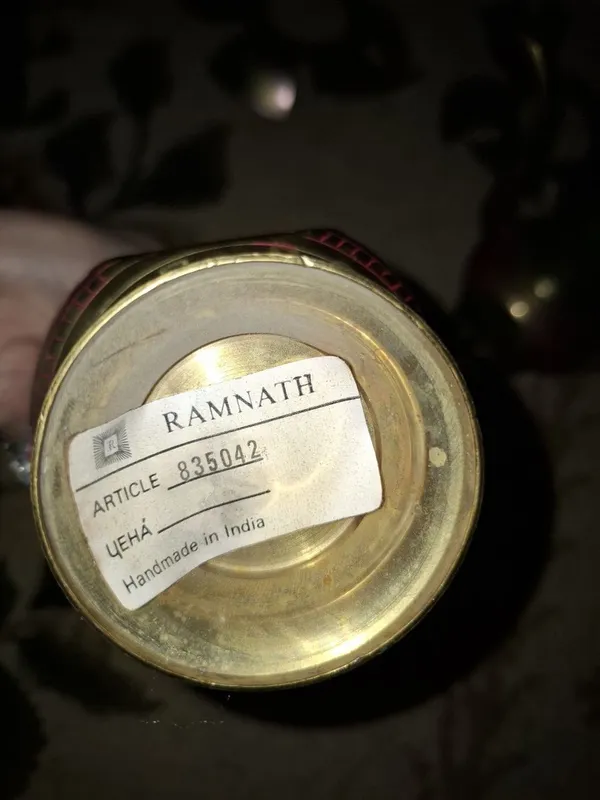 RAMNATH
R
ARTICLE 835042
ЦЕНА́
Handmade in India